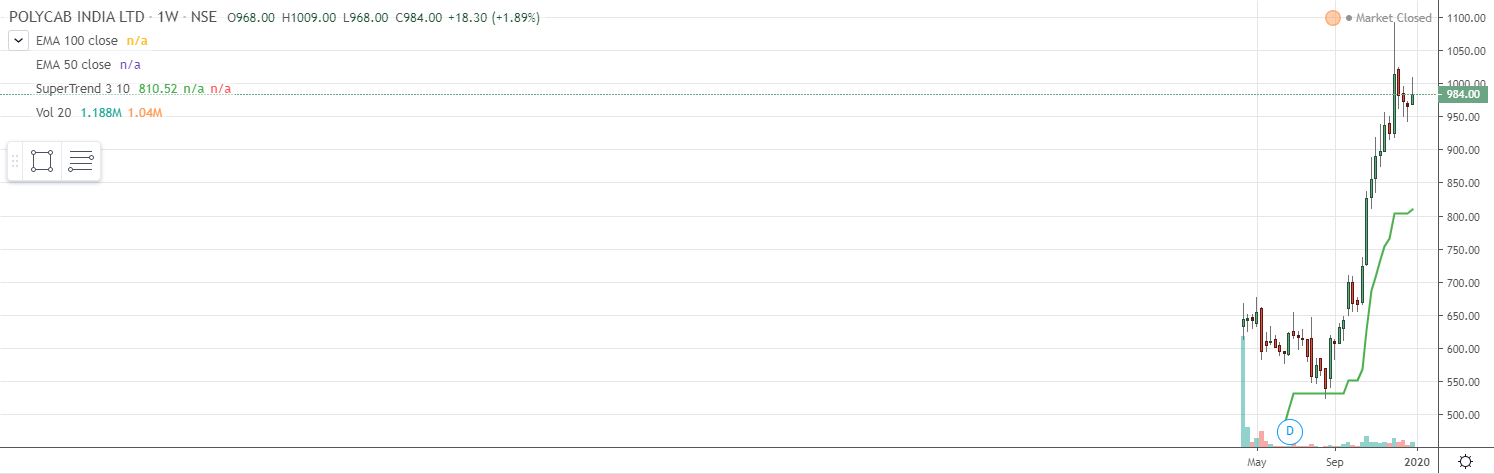 POLYCAB INDIA LTD · 1W · NSE O968.00 H1009.00 L968.00 C984.00 +18.30 (+1.89%)
Market Closed
EMA 100 close n/a
EMA 50 close n/a
SuperTrend 3 10 810.52 n/a n/a
Vol 20 1.188M 1.04M
1100.00
1050.00
1000.00
984.00
950.00
900.00
850.00
800.00
750.00
700.00
650.00
600.00
550.00
500.00
D
May Sep 2020